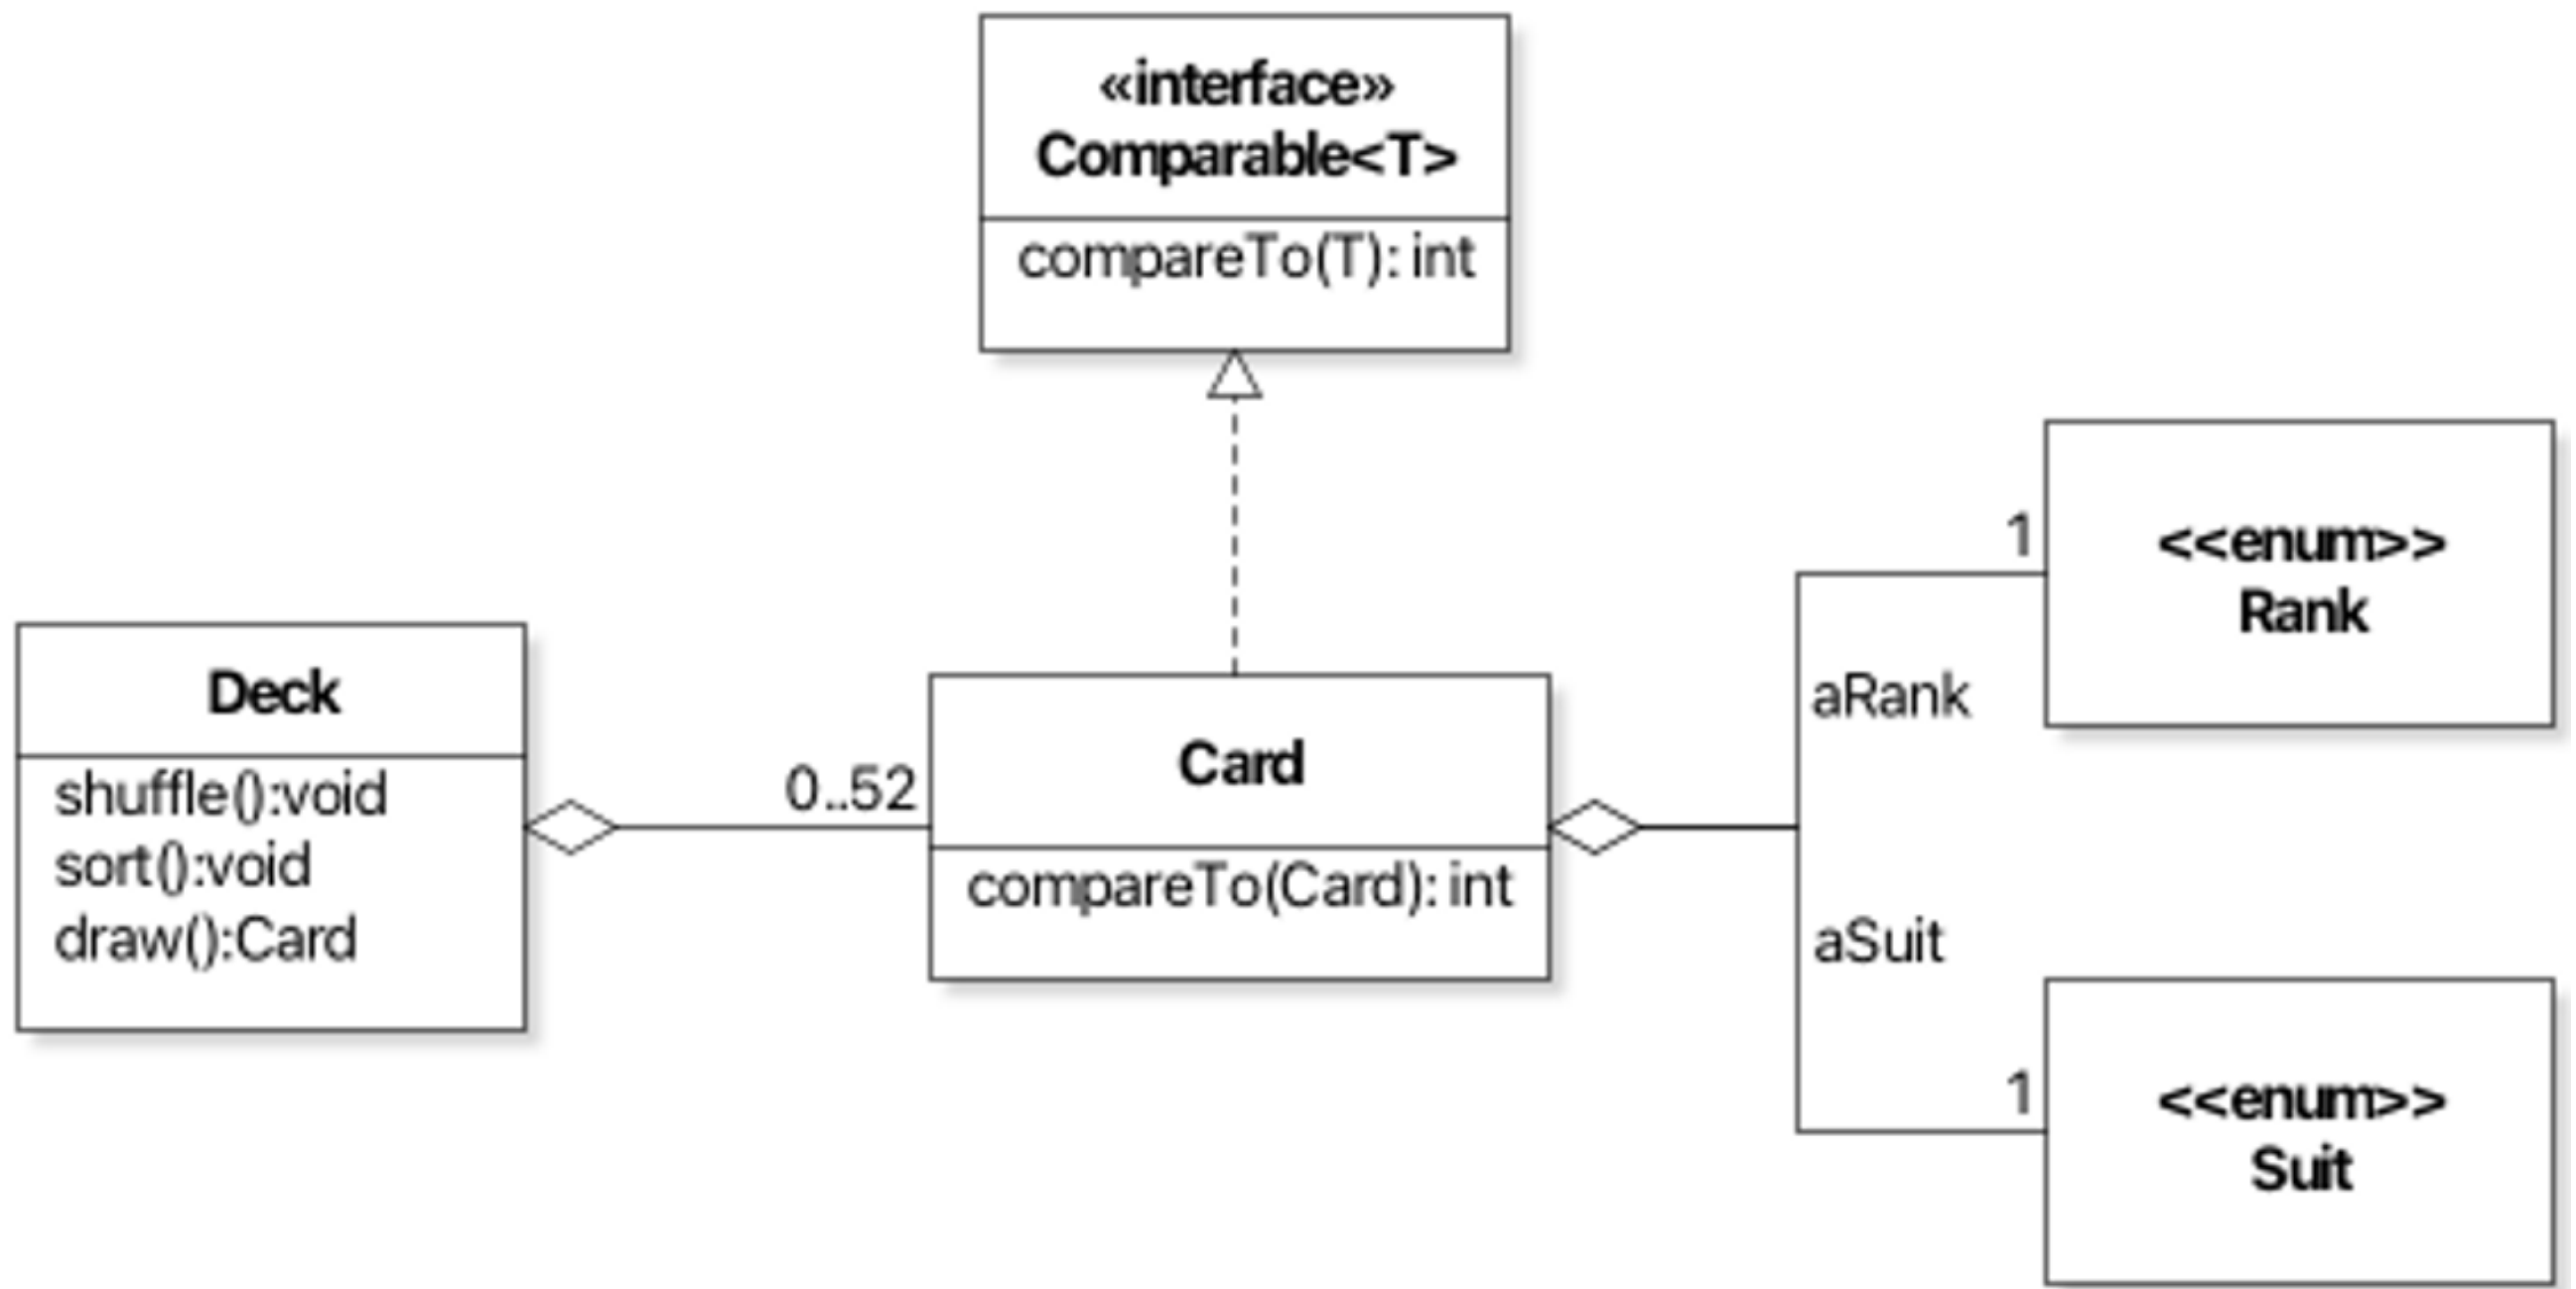 «interface»
Comparable<T>
compareTo(T): int
Deck
shuffle():void
sort():void
draw():Card
0..52
Card
compareTo(Card): int
aRank
aSuit
1
<<enum>>
Rank
1
<<enum>>
Suit